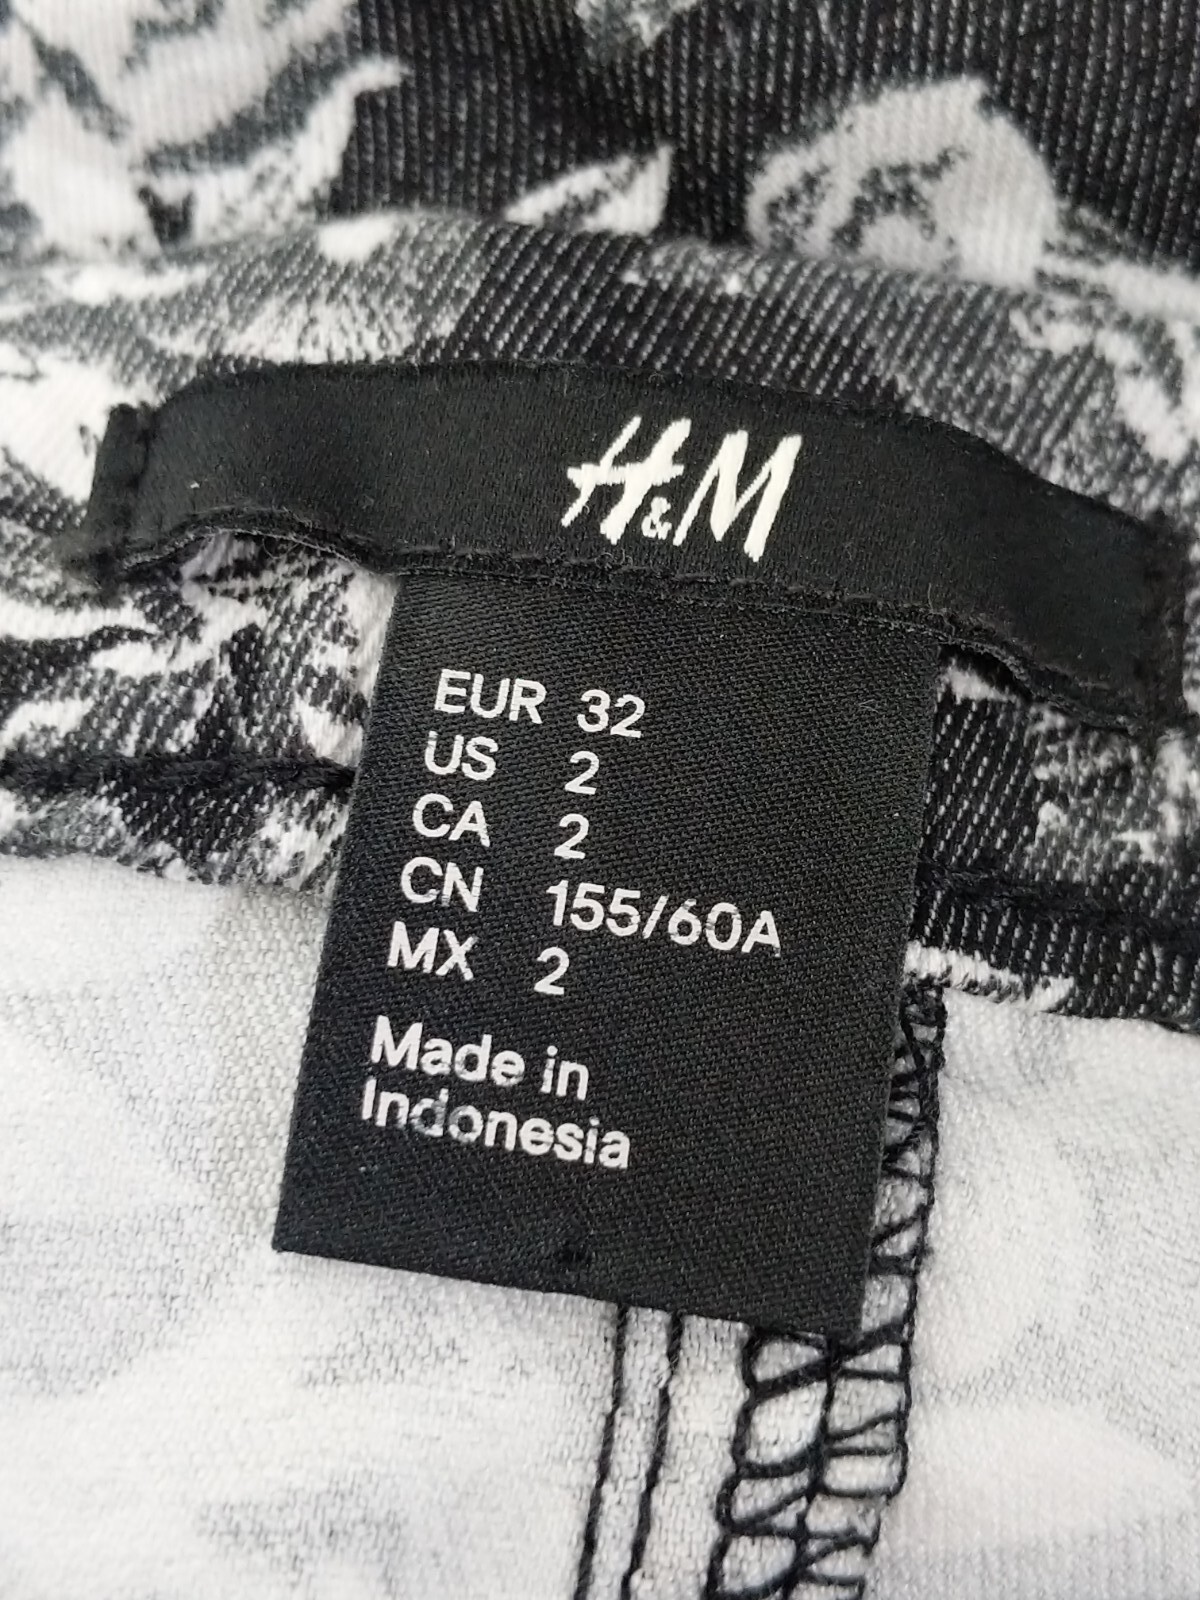 H&M
EUR 32
US 2
CA 2
CN 155/60A
MX 2
Made in
Indonesia